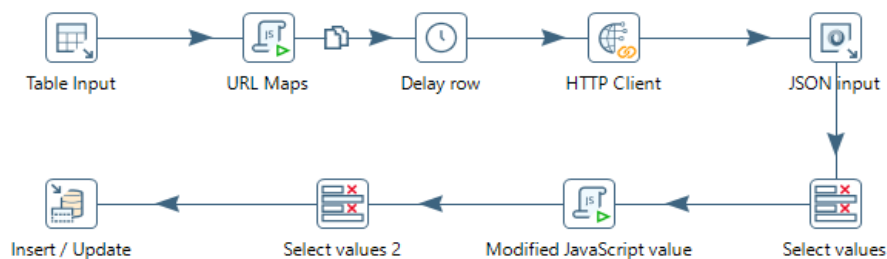 Table Input
URL Maps
Delay row
HTTP Client
JSON input
Insert / Update
Select values 2
Modified JavaScript value
Select values